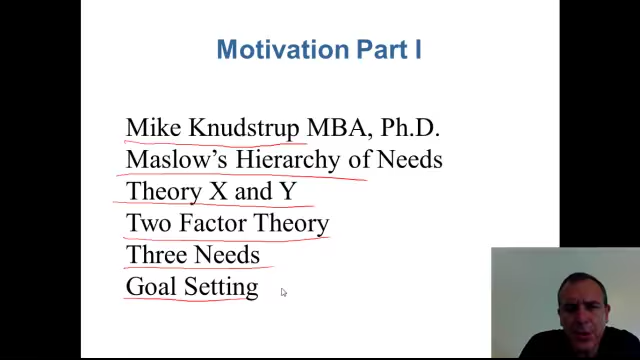 Motivation Part I
Mike Knudstrup MBA, Ph.D.
Maslow's Hierarchy of Needs
Theory X and Y
Two Factor Theory
Three Needs
Goal Setting